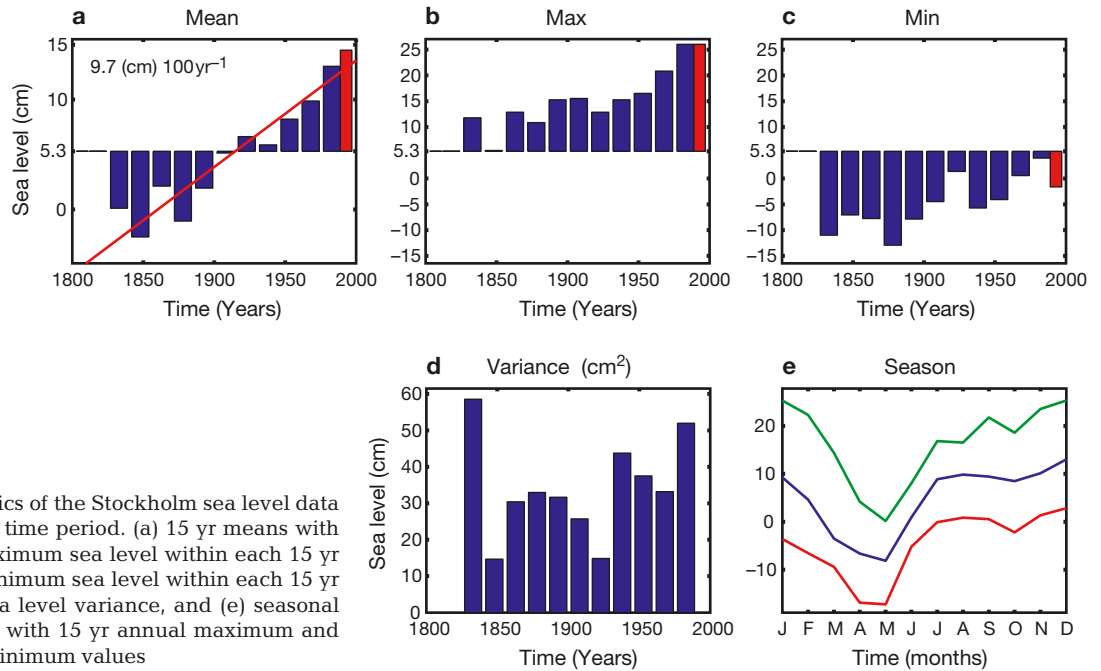 a Mean
15
10
5.3
0
9.7 (cm) 100yr⁻¹
Sea level (cm)
1800 1850 1900 1950 2000
Time (Years)
b Max
25
20
15
10
5.3
0
−5
−10
−15
1800 1850 1900 1950 2000
Time (Years)
c Min
25
20
15
10
5.3
0
−5
−10
−15
1800 1850 1900 1950 2000
Time (Years)
d Variance (cm²)
60
50
40
30
20
10
0
Sea level (cm)
1800 1850 1900 1950 2000
Time (Years)
e Season
20
10
0
−10
J F M A M J J A S O N D
Time (months)
ics of the Stockholm sea level data
time period. (a) 15 yr means with
ximum sea level within each 15 yr
nimum sea level within each 15 yr
a level variance, and (e) seasonal
with 15 yr annual maximum and
inimum values